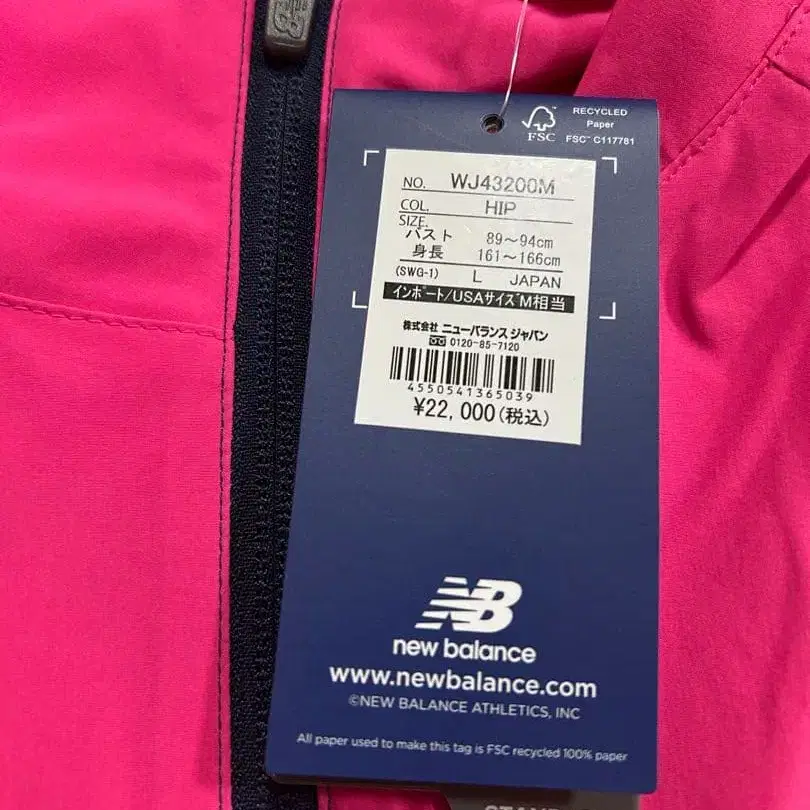 RECYCLED
Paper
FSC™ C117781
FSC
NO. WJ43200M
COL. HIP
SIZE.
バスト 89～94cm
身長 161～166cm
(SWG-1) L JAPAN
インポート/USAサイズM相当
株式会社 ニューバランス ジャパン
0120-85-7120
4550541365039
¥22,000(税込)
NB
new balance
www.newbalance.com
©NEW BALANCE ATHLETICS, INC
All paper used to make this tag is FSC recycled 100% paper